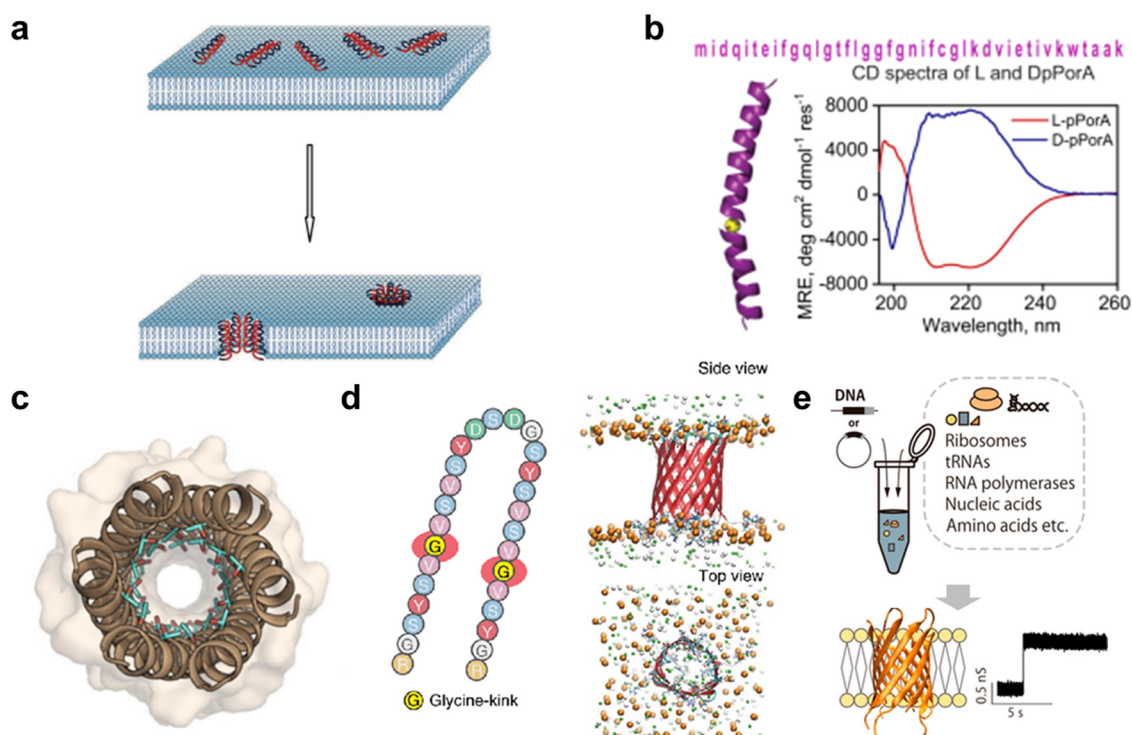 a
b
midqiteifgqlgtflggfgnifcglkdvietivkwtaak
CD spectra of L and DpPorA
MRE, deg cm² dmol⁻¹ res⁻¹
8000
4000
0
-4000
-8000
L-pPorA
D-pPorA
200
220
240
260
Wavelength, nm
c
d
R G S Y S V G V S V S Y D S D G S Y S V S V G V S Y G R
G Glycine-kink
Side view
Top view
e
DNA
or
Ribosomes
tRNAs
RNA polymerases
Nucleic acids
Amino acids etc.
0.5 nS
5 s